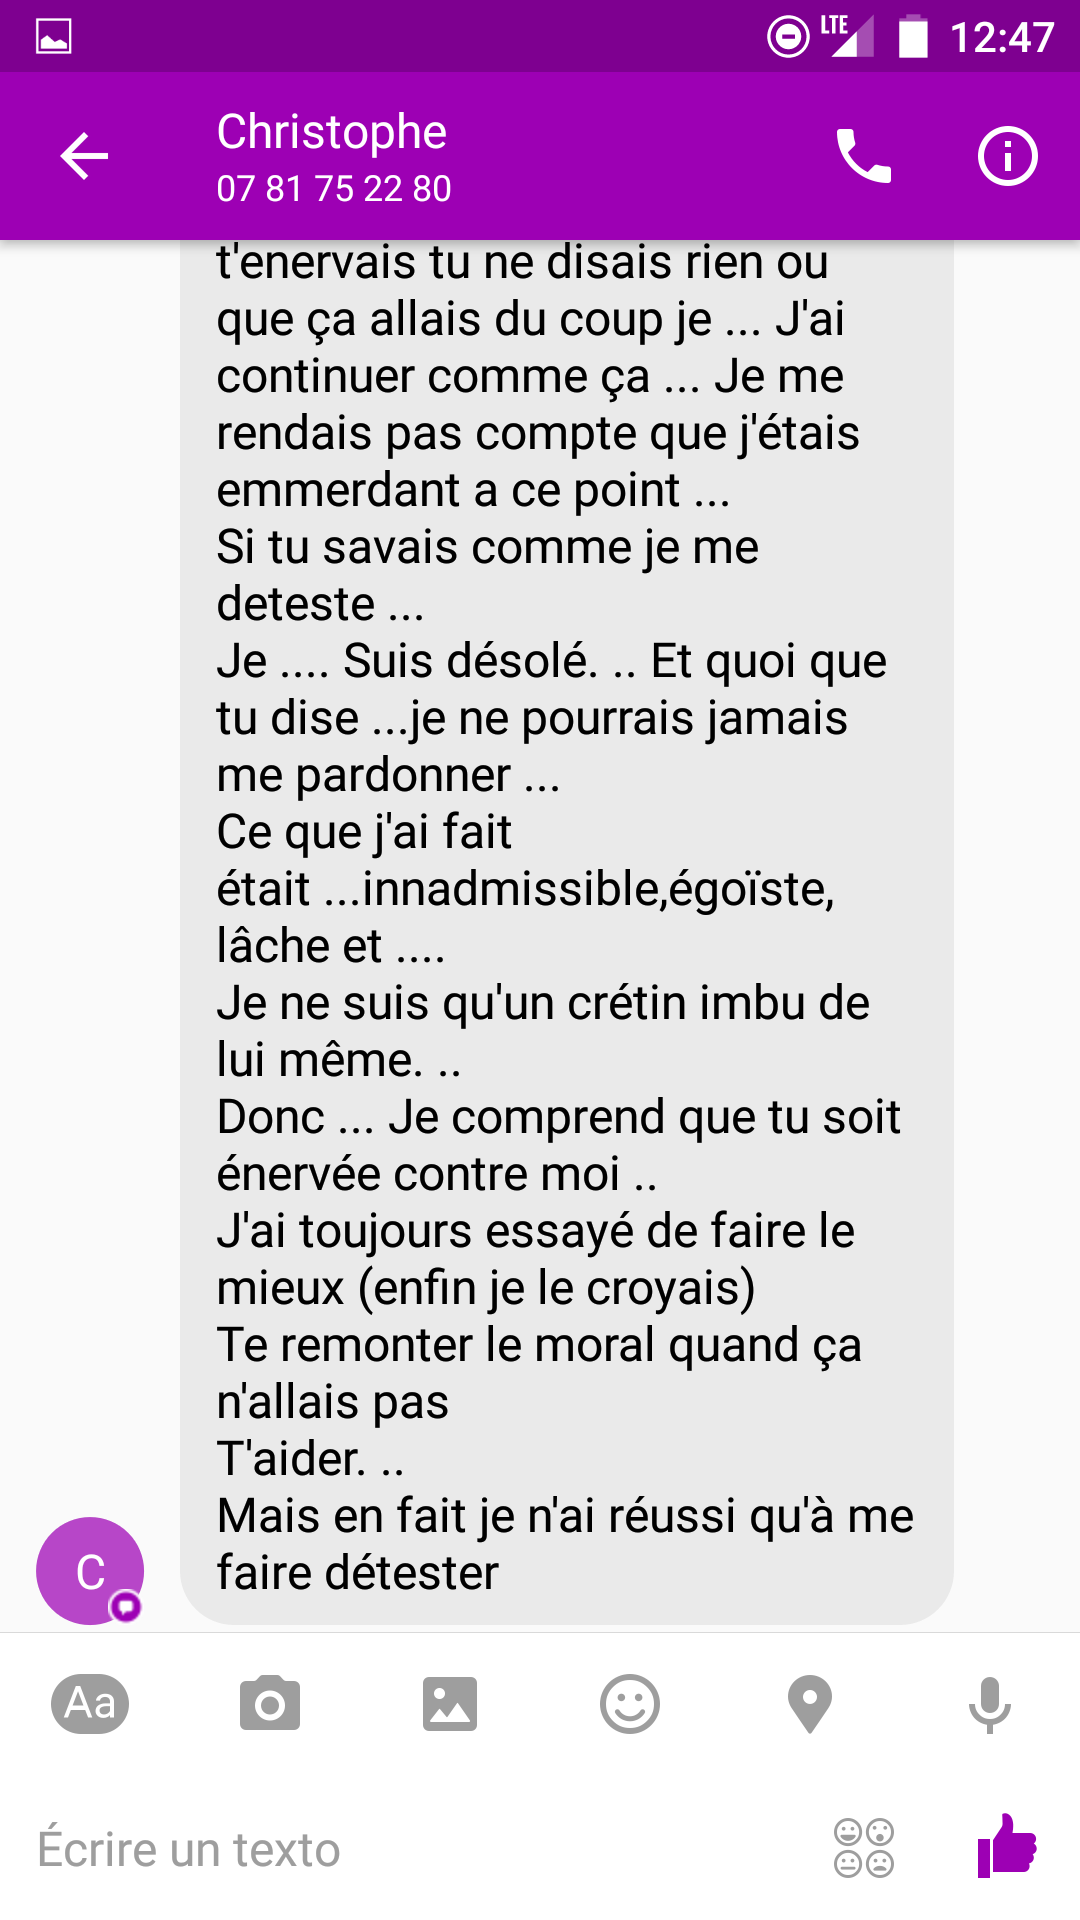 LTE 12:47
Christophe
07 81 75 22 80
t'enervais tu ne disais rien ou
que ça allais du coup je ... J'ai
continuer comme ça ... Je me
rendais pas compte que j'étais
emmerdant a ce point ...
Si tu savais comme je me
deteste ...
Je .... Suis désolé. .. Et quoi que
tu dise ...je ne pourrais jamais
me pardonner ...
Ce que j'ai fait
était ...innadmissible,égoïste,
lâche et ....
Je ne suis qu'un crétin imbu de
lui même. ..
Donc ... Je comprend que tu soit
énervée contre moi ..
J'ai toujours essayé de faire le
mieux (enfin je le croyais)
Te remonter le moral quand ça
n'allais pas
T'aider. ..
Mais en fait je n'ai réussi qu'à me
faire détester
C
Aa
Écrire un texto